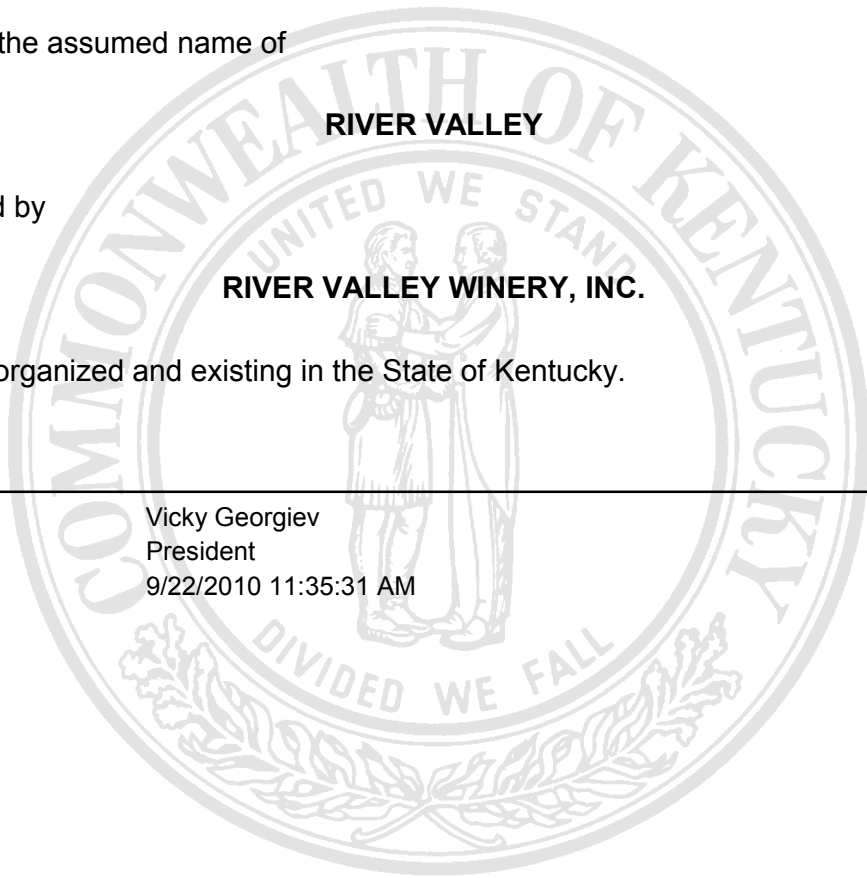 the assumed name of
RIVER VALLEY
d by
RIVER VALLEY WINERY, INC.
organized and existing in the State of Kentucky.
Vicky Georgiev
President
9/22/2010 11:35:31 AM
COMMONWEALTH OF KENTUCKY
UNITED WE STAND
DIVIDED WE FALL